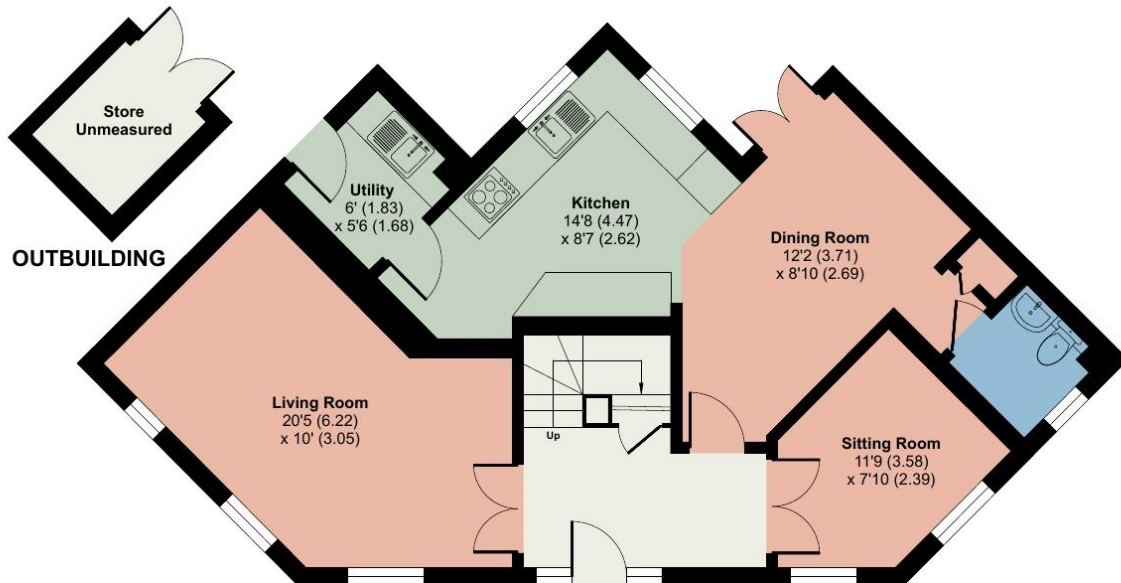 Store
Unmeasured
OUTBUILDING
Utility
6' (1.83)
x 5'6 (1.68)
Kitchen
14'8 (4.47)
x 8'7 (2.62)
Dining Room
12'2 (3.71)
x 8'10 (2.69)
Living Room
20'5 (6.22)
x 10' (3.05)
Up
Sitting Room
11'9 (3.58)
x 7'10 (2.39)